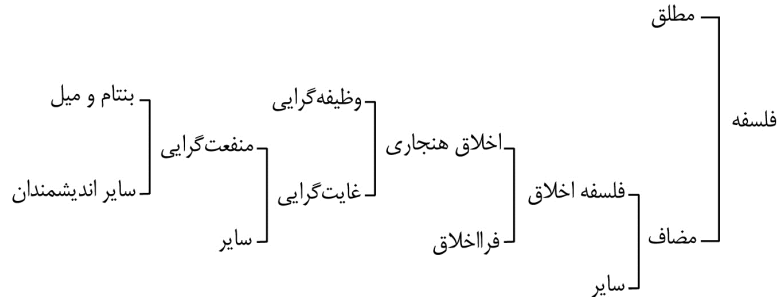 فلسفه
مطلق
مضاف
فلسفه اخلاق
سایر
اخلاق هنجاری
فرااخلاق
وظیفه‌گرایی
غایت‌گرایی
منفعت‌گرایی
سایر
بنتام و میل
سایر اندیشمندان